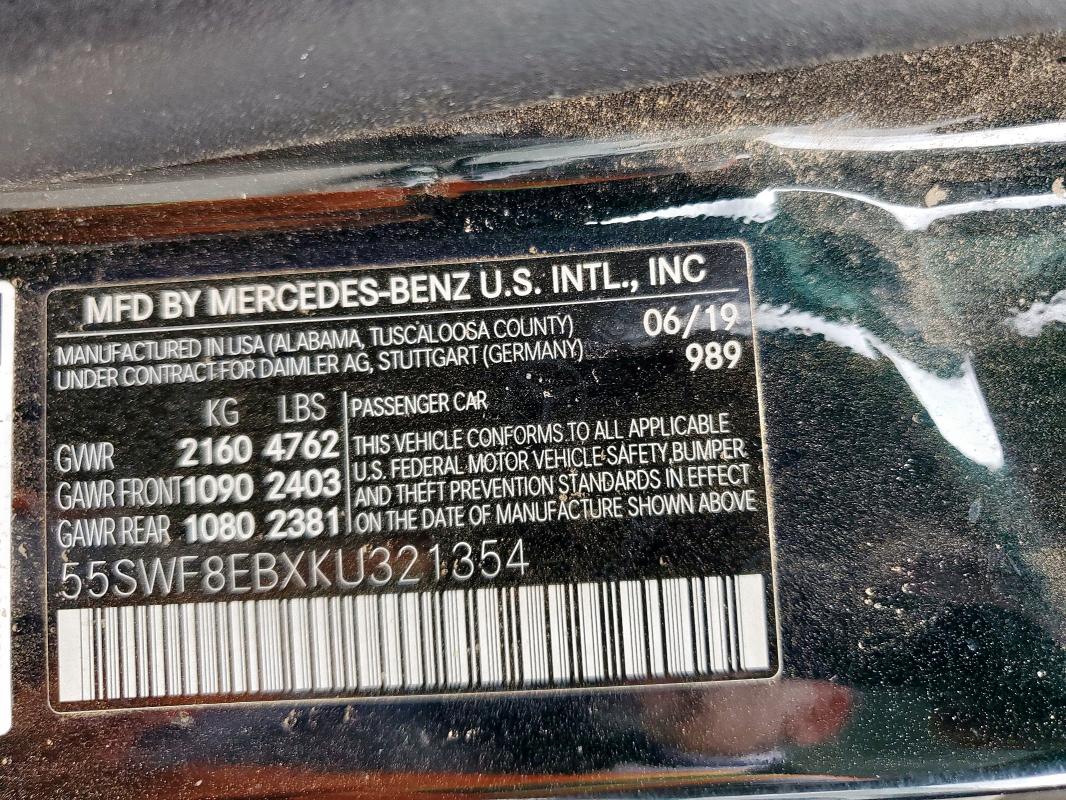 MFD BY MERCEDES-BENZ U.S. INTL., INC
MANUFACTURED IN USA (ALABAMA, TUSCALOOSA COUNTY) 06/19
UNDER CONTRACT FOR DAIMLER AG, STUTTGART (GERMANY) 989
KG LBS
GVWR 2160 4762
GAWR FRONT 1090 2403
GAWR REAR 1080 2381
PASSENGER CAR
THIS VEHICLE CONFORMS TO ALL APPLICABLE
U.S. FEDERAL MOTOR VEHICLE SAFETY, BUMPER
AND THEFT PREVENTION STANDARDS IN EFFECT
ON THE DATE OF MANUFACTURE SHOWN ABOVE
55SWF8EBXKU321354